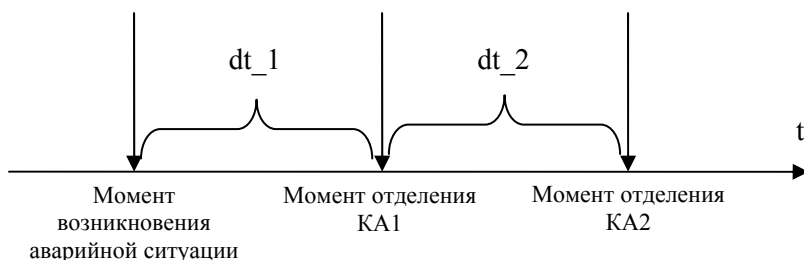 dt_1
dt_2
t
Момент
возникновения
аварийной ситуации
Момент отделения
КА1
Момент отделения
КА2